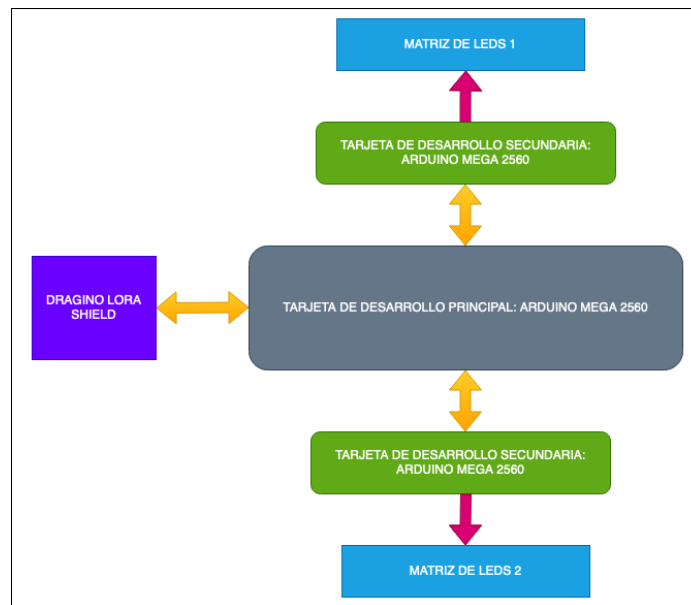 MATRIZ DE LEDS 1
TARJETA DE DESARROLLO SECUNDARIA:
ARDUINO MEGA 2560
DRAGINO LORA
SHIELD
TARJETA DE DESARROLLO PRINCIPAL: ARDUINO MEGA 2560
TARJETA DE DESARROLLO SECUNDARIA:
ARDUINO MEGA 2560
MATRIZ DE LEDS 2